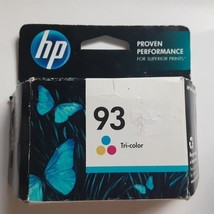 hp
PROVEN
PERFORMANCE
FOR SUPERIOR PRINTS
93
Tri-color